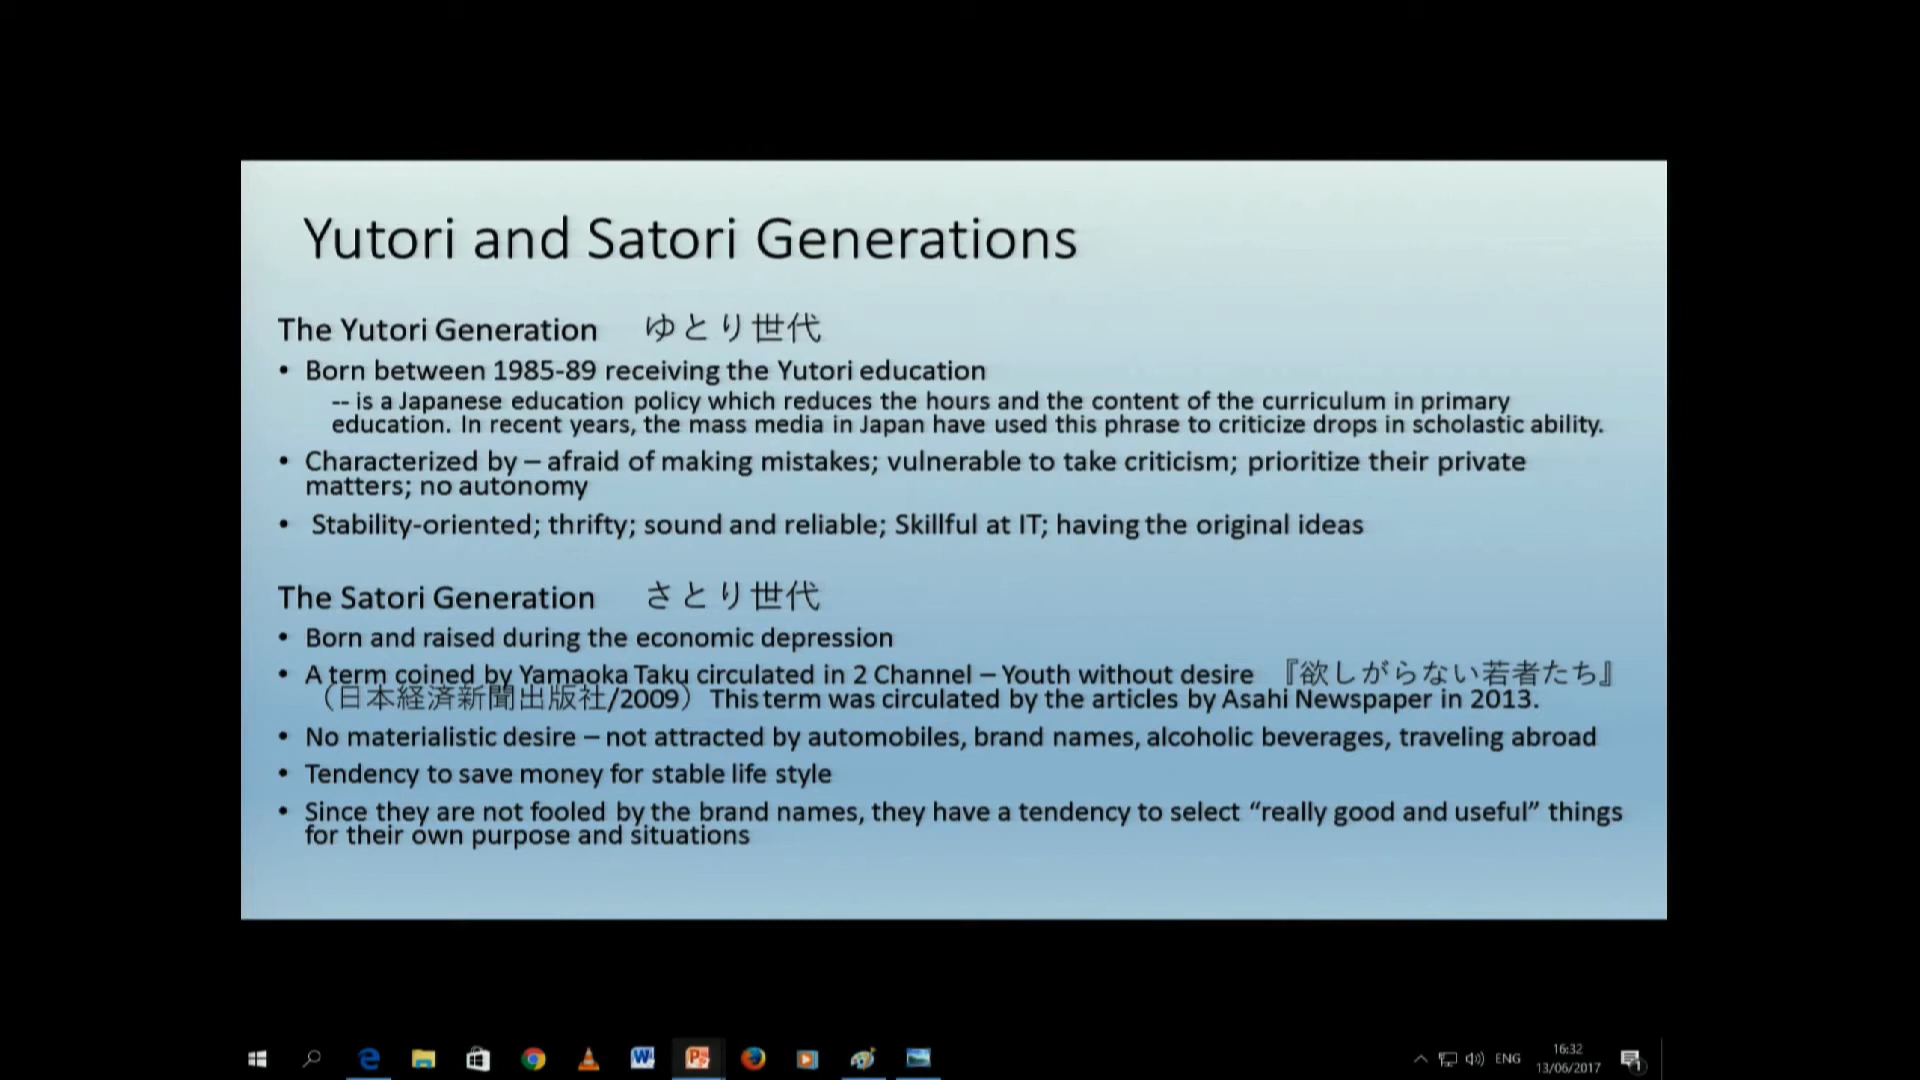 Yutori and Satori Generations
The Yutori Generation ゆとり世代
• Born between 1985-89 receiving the Yutori education
-- is a Japanese education policy which reduces the hours and the content of the curriculum in primary
education. In recent years, the mass media in Japan have used this phrase to criticize drops in scholastic ability.
• Characterized by – afraid of making mistakes; vulnerable to take criticism; prioritize their private
matters; no autonomy
• Stability-oriented; thrifty; sound and reliable; Skillful at IT; having the original ideas
The Satori Generation さとり世代
• Born and raised during the economic depression
• A term coined by Yamaoka Taku circulated in 2 Channel – Youth without desire 『欲しがらない若者たち』
（日本経済新聞出版社/2009）This term was circulated by the articles by Asahi Newspaper in 2013.
• No materialistic desire – not attracted by automobiles, brand names, alcoholic beverages, traveling abroad
• Tendency to save money for stable life style
• Since they are not fooled by the brand names, they have a tendency to select “really good and useful” things
for their own purpose and situations
ENG
16:32
13/06/2017